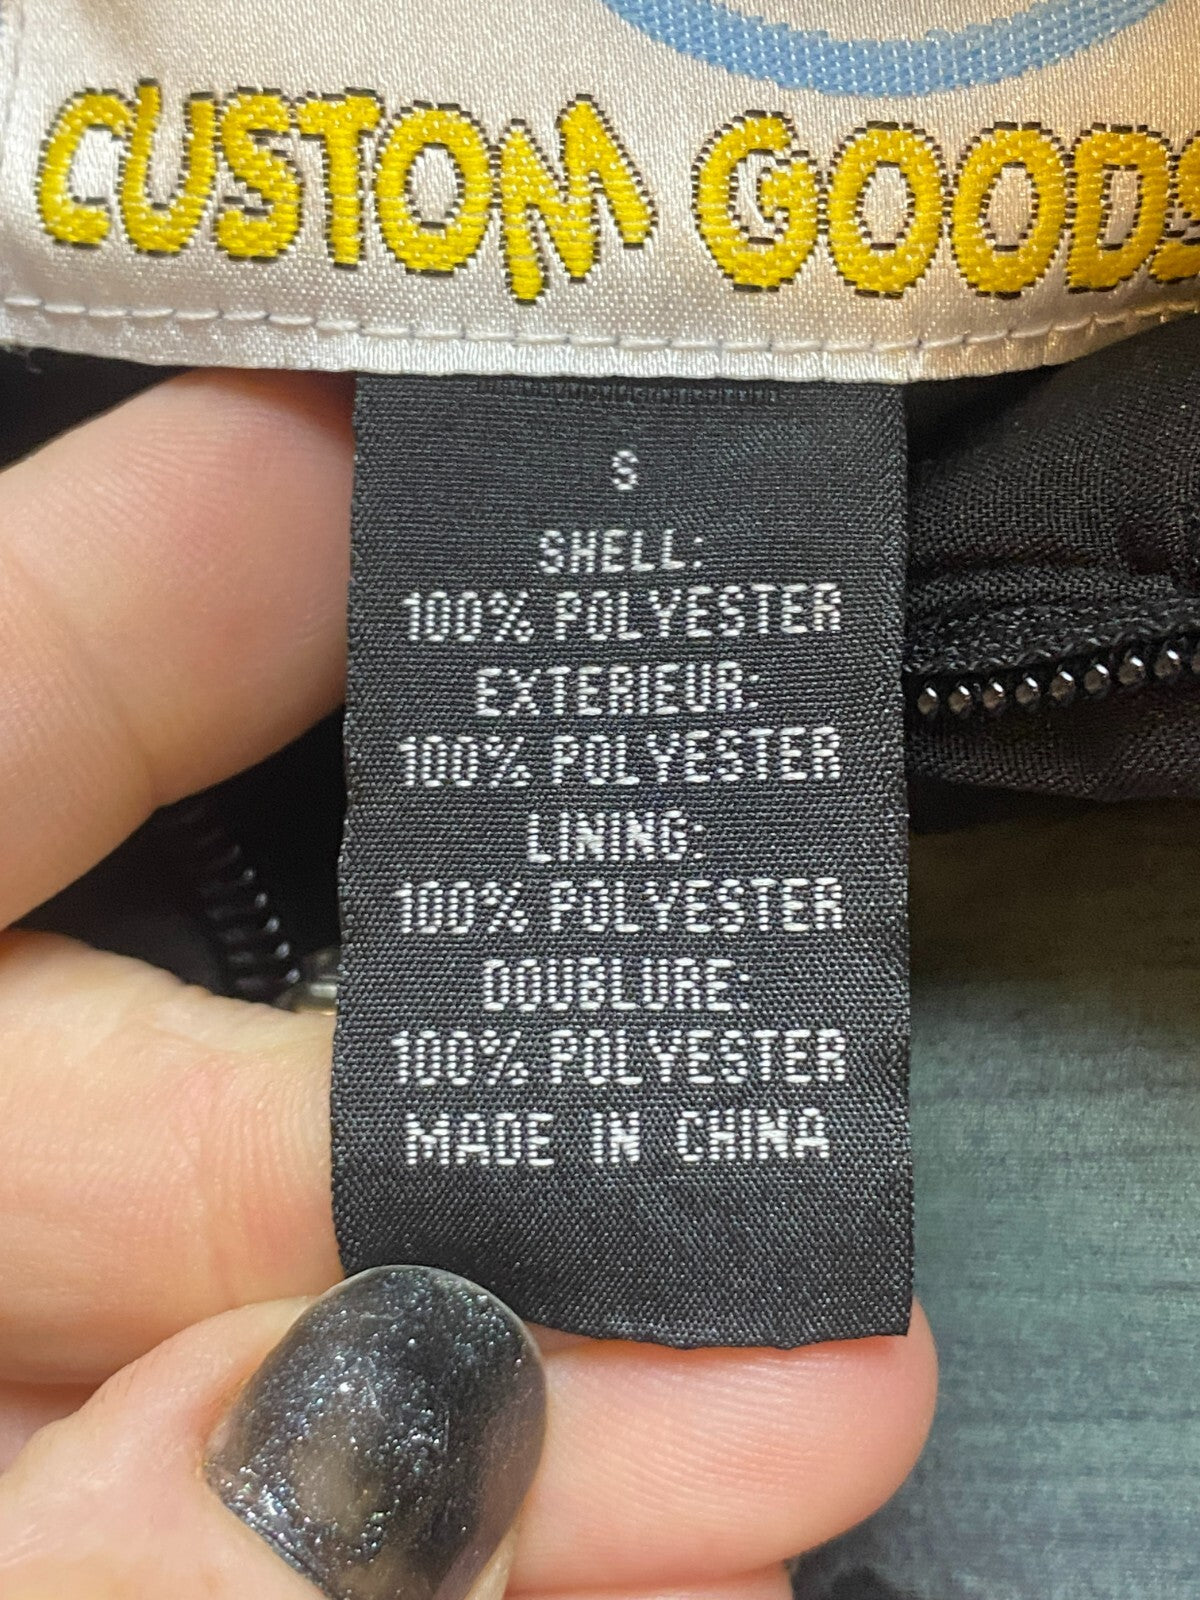 CUSTOM GOODS
S
SHELL:
100% POLYESTER
EXTERIEUR:
100% POLYESTER
LINING:
100% POLYESTER
DOUBLURE:
100% POLYESTER
MADE IN CHINA